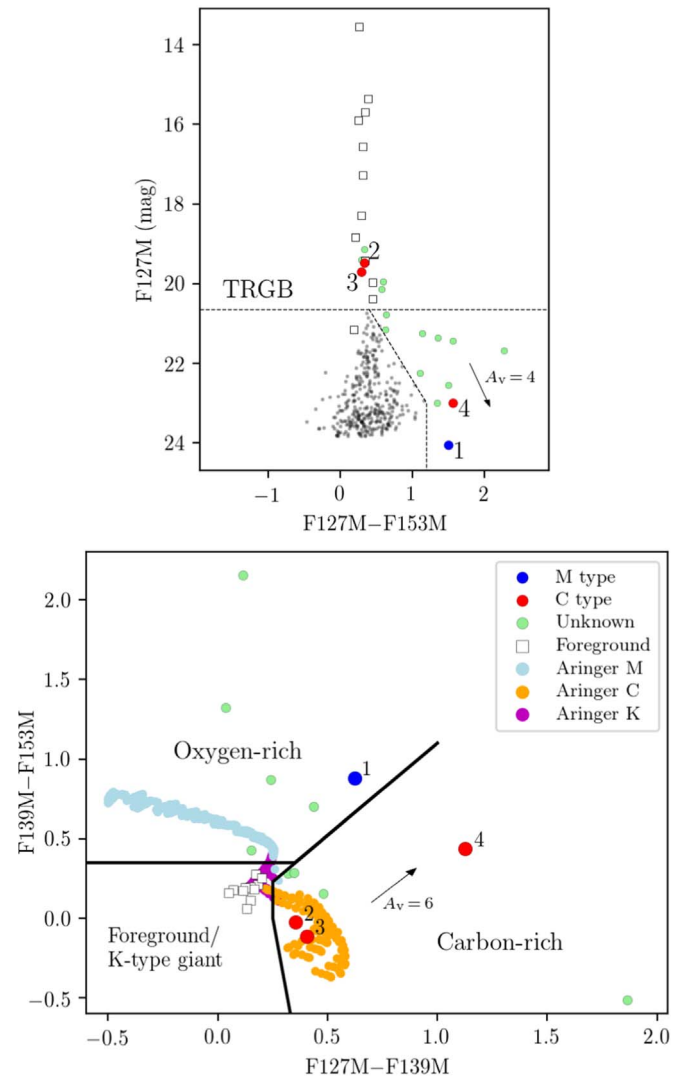 14
16
18
20
22
24
F127M (mag)
TRGB
2
3
4
1
A_V = 4
−1
0
1
2
F127M−F153M
2.0
1.5
1.0
0.5
0.0
−0.5
F139M−F153M
M type
C type
Unknown
Foreground
Aringer M
Aringer C
Aringer K
Oxygen-rich
1
4
2
3
A_V = 6
Foreground/
K-type giant
Carbon-rich
−0.5
0.0
0.5
1.0
1.5
2.0
F127M−F139M